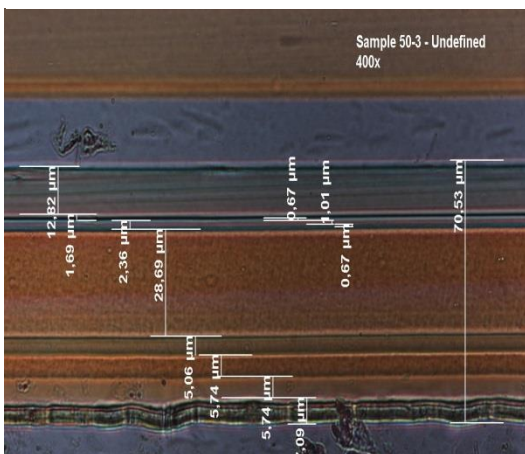 Sample 50-3 - Undefined
400x
12,82 µm
1,69 µm
2,36 µm
28,69 µm
0,67 µm
1,01 µm
0,67 µm
70,53 µm
5,06 µm
5,74 µm
5,74 µm
,09 µm